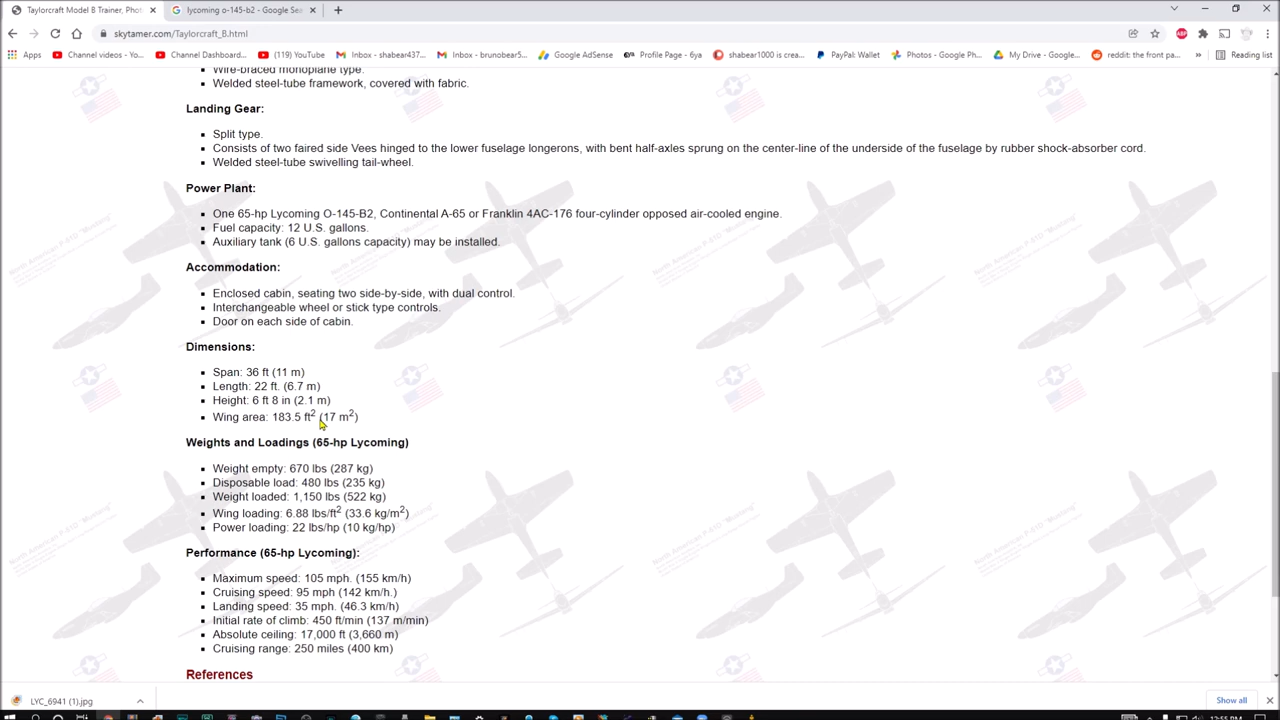 Taylorcraft Model B Trainer, Phot
lycoming o-145-b2 - Google Sea
skytamer.com/Taylorcraft_B.html
Apps
Channel videos - Yo...
Channel Dashboard...
(119) YouTube
Inbox - shabear437...
Inbox - brunobear5...
Google AdSense
Profile Page - 6ya
shabear1000 is crea...
PayPal: Wallet
Photos - Google Ph...
My Drive - Google...
reddit: the front pa...
»
Reading list
Wire-braced monoplane type.
Welded steel-tube framework, covered with fabric.
Landing Gear:
Split type.
Consists of two faired side Vees hinged to the lower fuselage longerons, with bent half-axles sprung on the center-line of the underside of the fuselage by rubber shock-absorber cord.
Welded steel-tube swivelling tail-wheel.
Power Plant:
One 65-hp Lycoming O-145-B2, Continental A-65 or Franklin 4AC-176 four-cylinder opposed air-cooled engine.
Fuel capacity: 12 U.S. gallons.
Auxiliary tank (6 U.S. gallons capacity) may be installed.
Accommodation:
Enclosed cabin, seating two side-by-side, with dual control.
Interchangeable wheel or stick type controls.
Door on each side of cabin.
Dimensions:
Span: 36 ft (11 m)
Length: 22 ft. (6.7 m)
Height: 6 ft 8 in (2.1 m)
Wing area: 183.5 ft² (17 m²)
Weights and Loadings (65-hp Lycoming)
Weight empty: 670 lbs (287 kg)
Disposable load: 480 lbs (235 kg)
Weight loaded: 1,150 lbs (522 kg)
Wing loading: 6.88 lbs/ft² (33.6 kg/m²)
Power loading: 22 lbs/hp (10 kg/hp)
Performance (65-hp Lycoming):
Maximum speed: 105 mph. (155 km/h)
Cruising speed: 95 mph (142 km/h.)
Landing speed: 35 mph. (46.3 km/h)
Initial rate of climb: 450 ft/min (137 m/min)
Absolute ceiling: 17,000 ft (3,660 m)
Cruising range: 250 miles (400 km)
References
LYC_6941 (1).jpg
Show all
12:55 PM